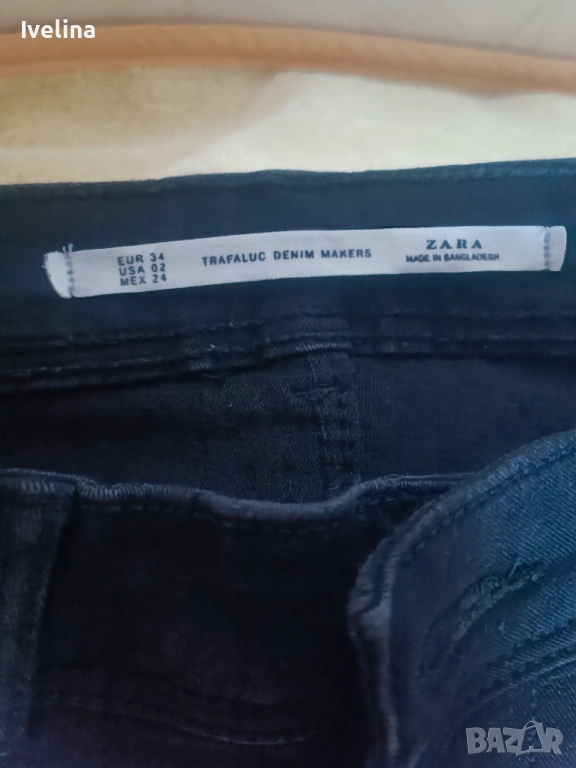 Ivelina
EUR 34
USA 02
MEX 24
TRAFALUC DENIM MAKERS
ZARA
MADE IN BANGLADESH
BAZAR